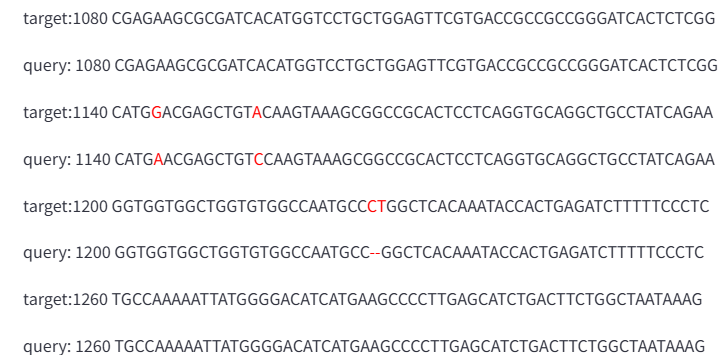 target:1080 CGAGAAGCGCGATCACATGGTCCTGCTGGAGTTCGTGACCGCCGCCGGGATCACTCTCGG
query: 1080 CGAGAAGCGCGATCACATGGTCCTGCTGGAGTTCGTGACCGCCGCCGGGATCACTCTCGG
target:1140 CATGGACGAGCTGTACAAGTAAAGCGGCCGCACTCCTCAGGTGCAGGCTGCCTATCAGAA
query: 1140 CATGAACGAGCTGTCCAAGTAAAGCGGCCGCACTCCTCAGGTGCAGGCTGCCTATCAGAA
target:1200 GGTGGTGGCTGGTGTGGCCAATGCCCTGGCTCACAAATACCACTGAGATCTTTTTCCCTC
query: 1200 GGTGGTGGCTGGTGTGGCCAATGCC--GGCTCACAAATACCACTGAGATCTTTTTCCCTC
target:1260 TGCCAAAAATTATGGGGACATCATGAAGCCCCTTGAGCATCTGACTTCTGGCTAATAAAG
query: 1260 TGCCAAAAATTATGGGGACATCATGAAGCCCCTTGAGCATCTGACTTCTGGCTAATAAAG